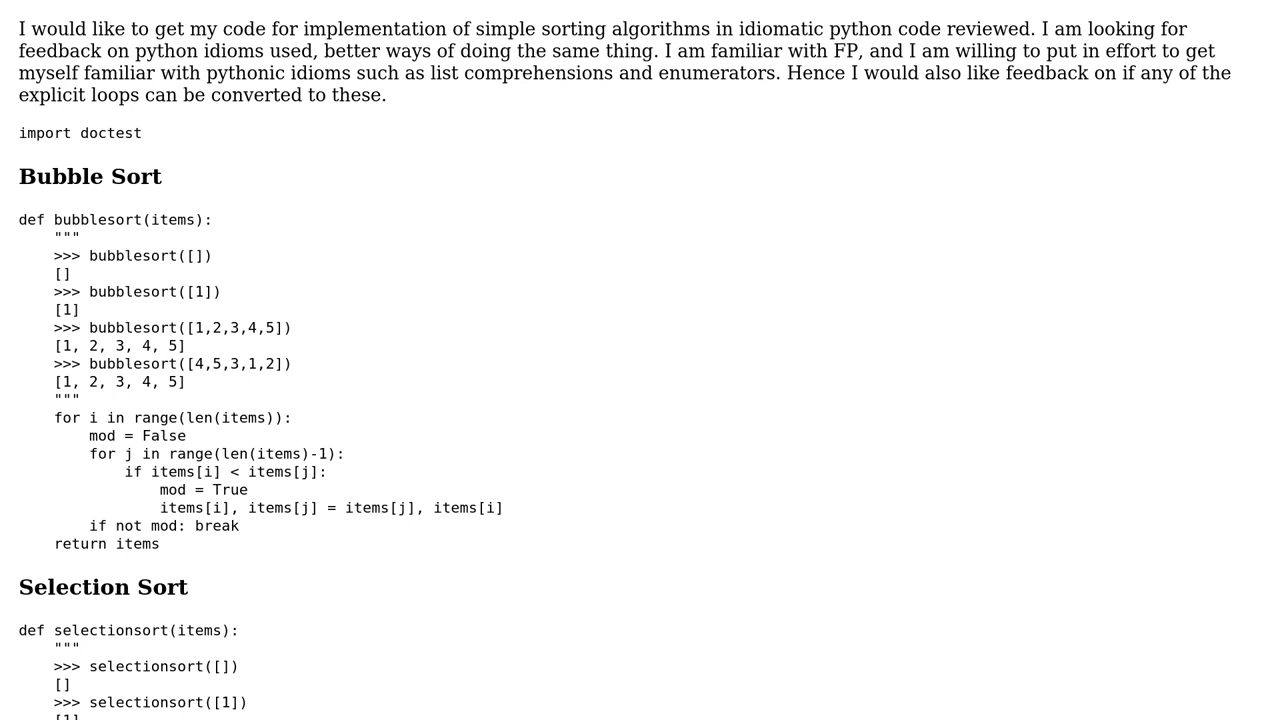 I would like to get my code for implementation of simple sorting algorithms in idiomatic python code reviewed. I am looking for
feedback on python idioms used, better ways of doing the same thing. I am familiar with FP, and I am willing to put in effort to get
myself familiar with pythonic idioms such as list comprehensions and enumerators. Hence I would also like feedback on if any of the
explicit loops can be converted to these.
import doctest
Bubble Sort
def bubblesort(items):
    """
    >>> bubblesort([])
    []
    >>> bubblesort([1])
    [1]
    >>> bubblesort([1,2,3,4,5])
    [1, 2, 3, 4, 5]
    >>> bubblesort([4,5,3,1,2])
    [1, 2, 3, 4, 5]
    """
    for i in range(len(items)):
        mod = False
        for j in range(len(items)-1):
            if items[i] < items[j]:
                mod = True
                items[i], items[j] = items[j], items[i]
        if not mod: break
    return items
Selection Sort
def selectionsort(items):
    """
    >>> selectionsort([])
    []
    >>> selectionsort([1])
    [1]